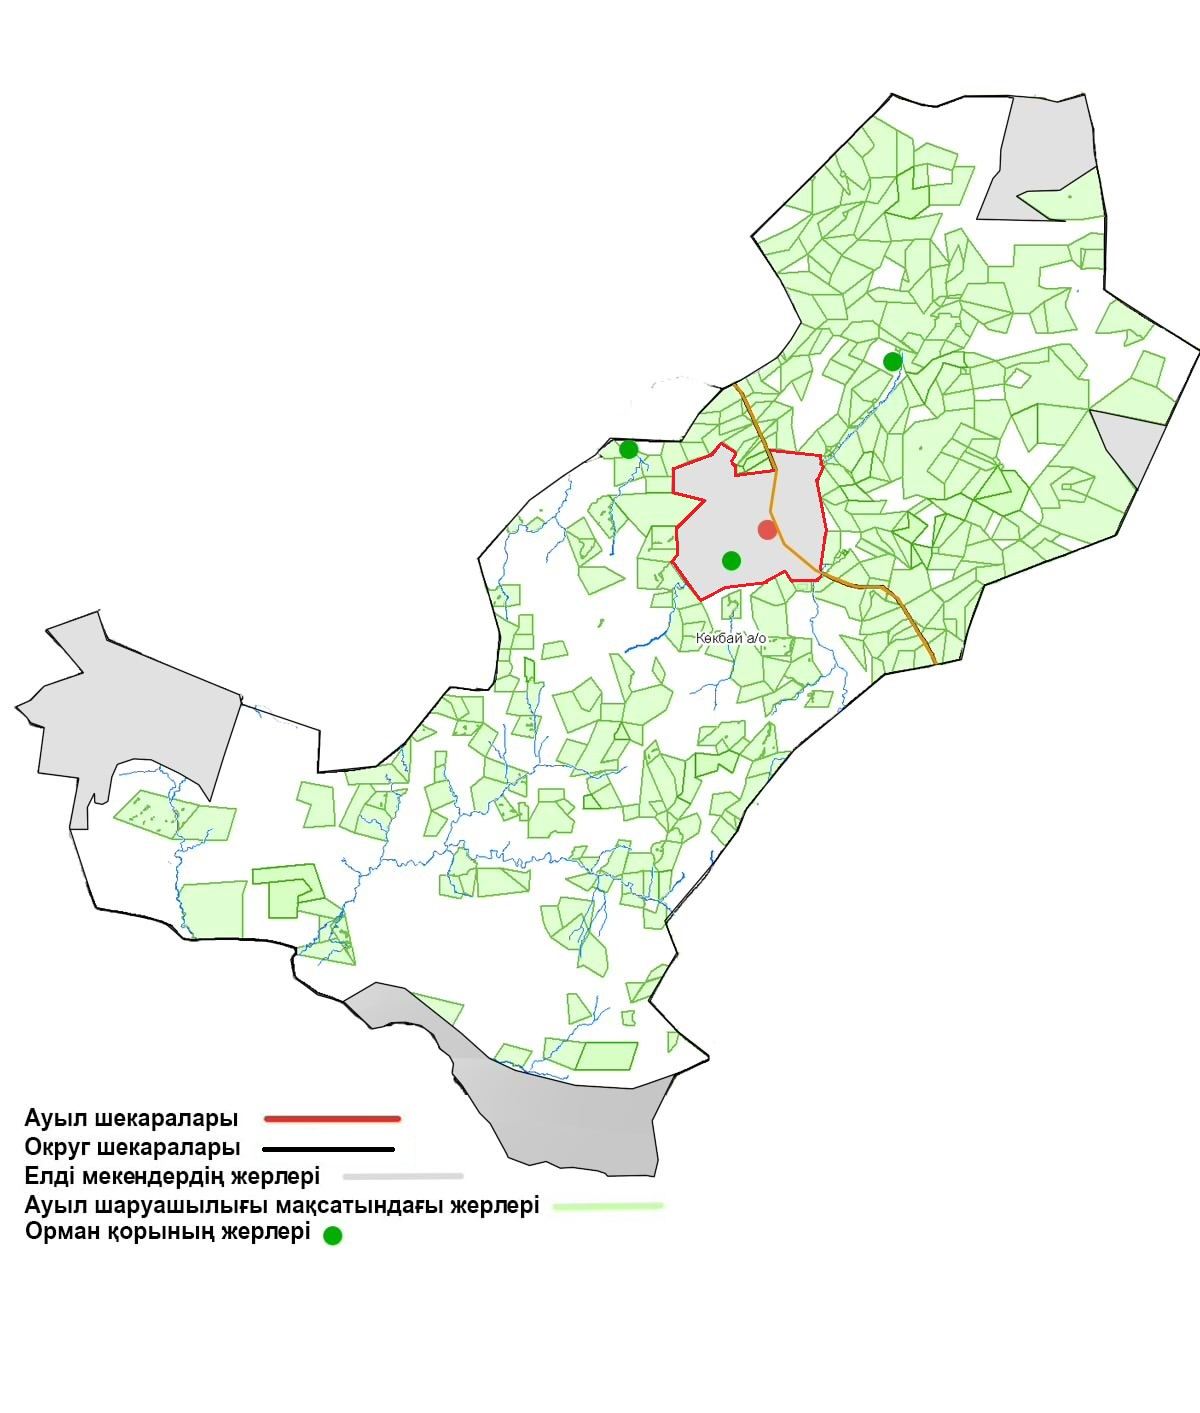 Көкбай а/о
Ауыл шекаралары
Округ шекаралары
Елді мекендердің жерлері
Ауыл шаруашылығы мақсатындағы жерлері
Орман қорының жерлері